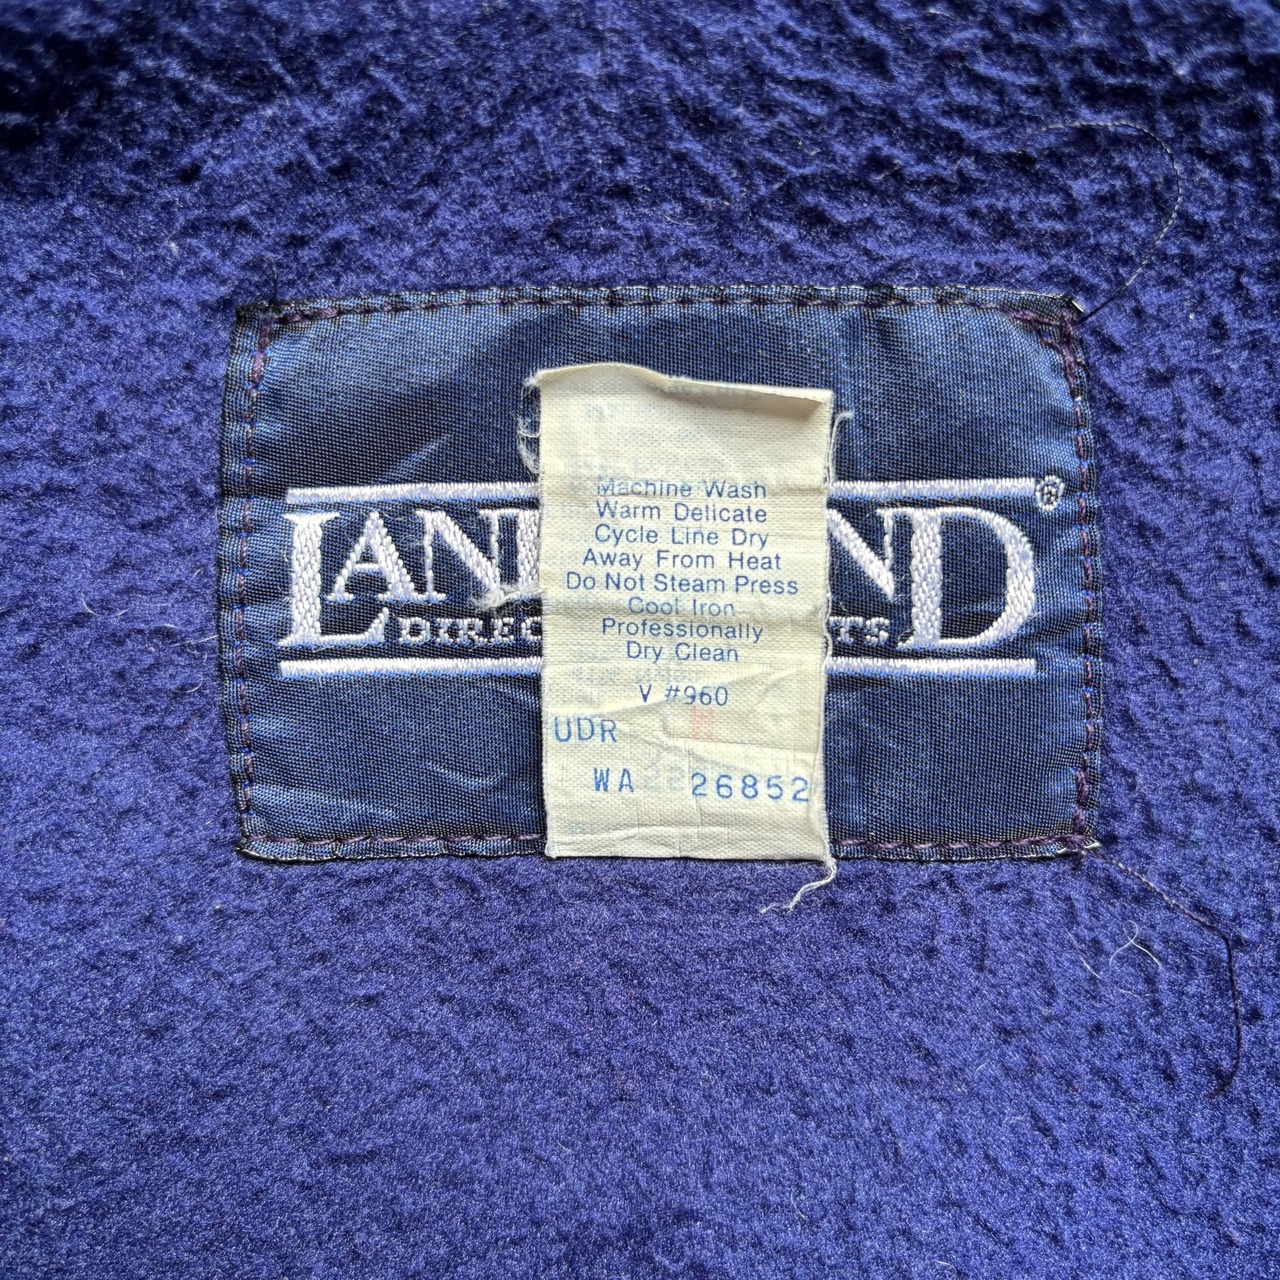 ®
LAN ND
DIREC TS
Machine Wash
Warm Delicate
Cycle Line Dry
Away From Heat
Do Not Steam Press
Cool Iron
Professionally
Dry Clean
V #960
UDR
WA 26852